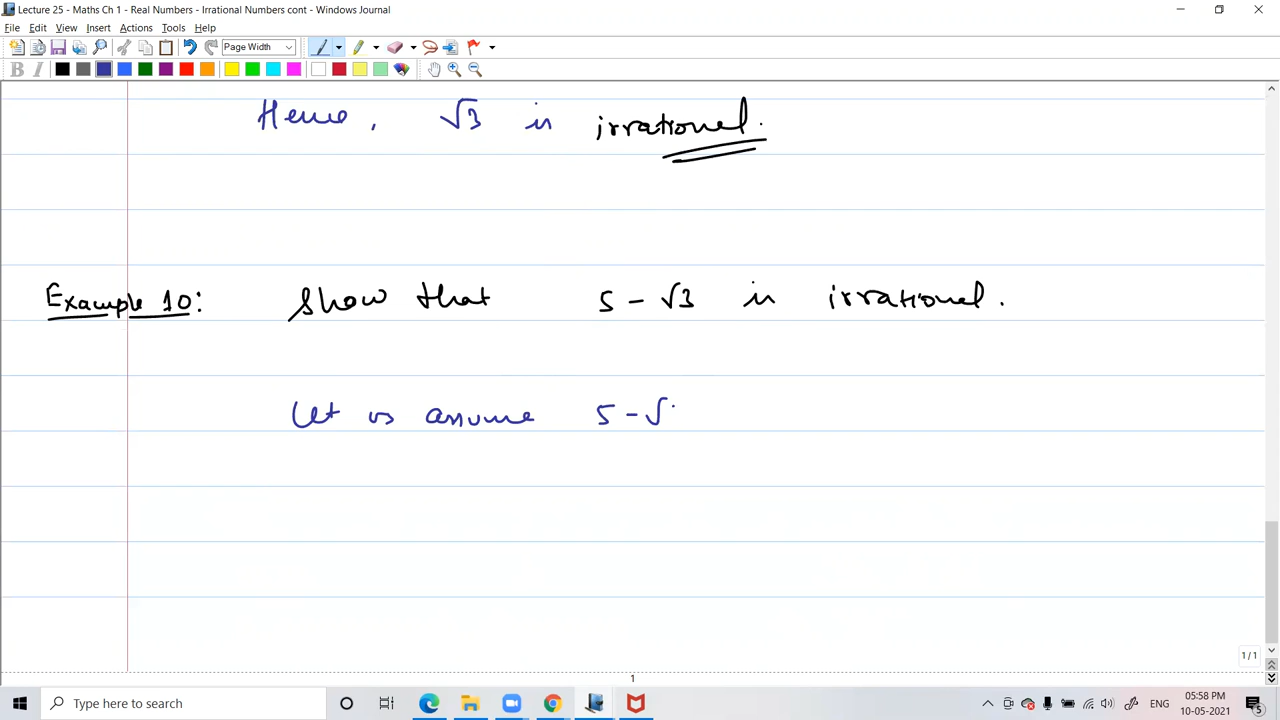 Lecture 25 - Maths Ch 1 - Real Numbers - Irrational Numbers cont - Windows Journal
File Edit View Insert Actions Tools Help
Page Width
B I
Hence, √3 is irrational.
Example 10: Show that 5 - √3 is irrational.
Let us assume 5 - √
1/1
1
Type here to search
ENG
05:58 PM
10-05-2021
5